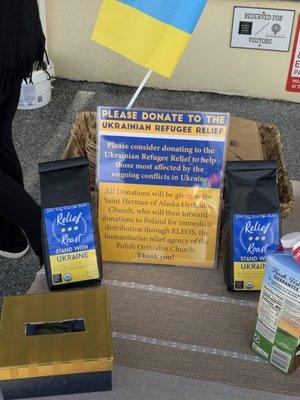 RESERVED FOR
VISITORS
PLEASE DONATE TO THE
UKRAINIAN REFUGEE RELIEF
Please consider donating to the
Ukrainian Refugee Relief to help those
most affected by the
ongoing conflicts in Ukraine.
All Donations will be given to the
Saint Herman of Alaska Orthodox
Church, who will then forward
donations to Poland for distribution
through ELEOS, the
humanitarian relief agency of the
Polish Orthodox Church.
Thank you!
Relief
Roast
STAND WITH
UKRAINE
Relief
Roast
STAND WITH
UKRAINE